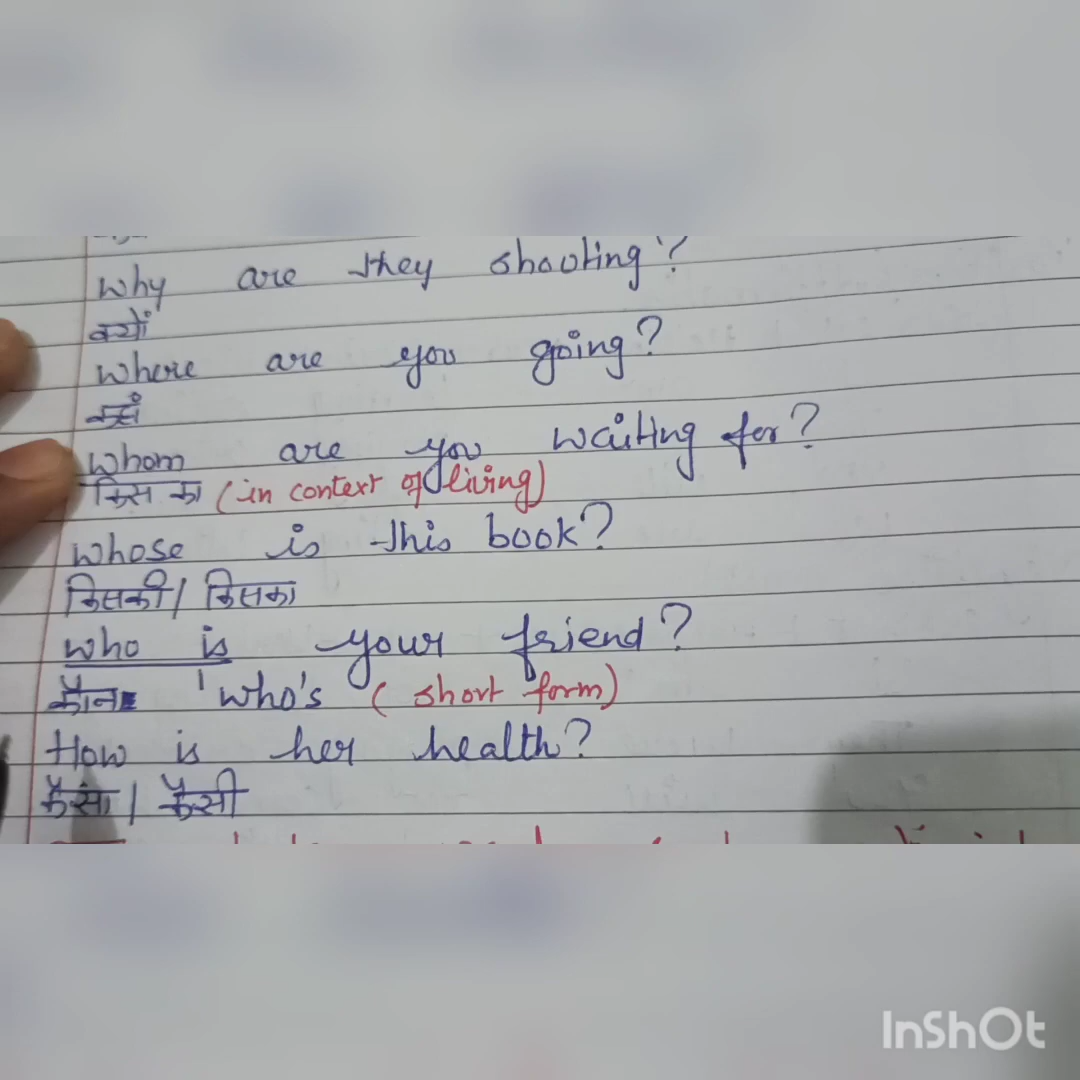 Why are they shooting?
क्यों
Where are you going?
कहाँ
Whom are you waiting for?
किस का (in context of living)
Whose is this book?
किसकी / किसका
Who is your friend?
कौन 'Who's (short form)
How is her health?
कैसा / कैसी
InShOt